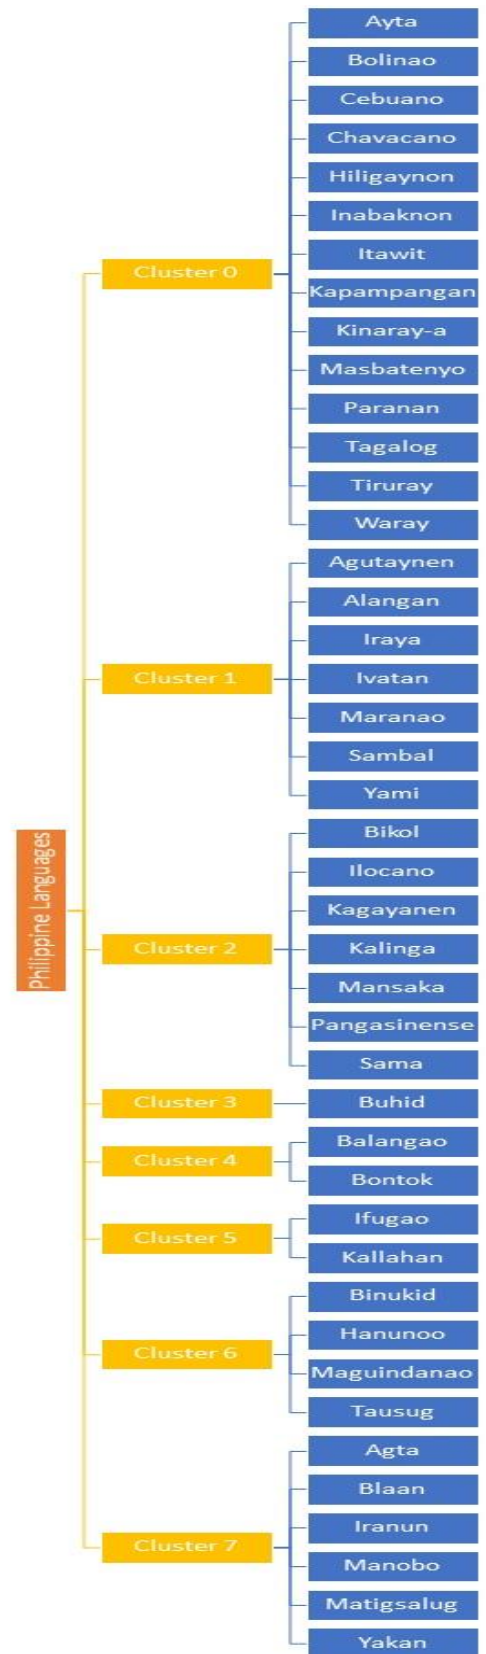 Philippine Languages
Cluster 0
Ayta
Bolinao
Cebuano
Chavacano
Hiligaynon
Inabaknon
Itawit
Kapampangan
Kinaray-a
Masbatenyo
Paranan
Tagalog
Tiruray
Waray
Cluster 1
Agutaynen
Alangan
Iraya
Ivatan
Maranao
Sambal
Yami
Cluster 2
Bikol
Ilocano
Kagayanen
Kalinga
Mansaka
Pangasinense
Sama
Cluster 3
Buhid
Cluster 4
Balangao
Bontok
Cluster 5
Ifugao
Kallahan
Cluster 6
Binukid
Hanunoo
Maguindanao
Tausug
Cluster 7
Agta
Blaan
Iranun
Manobo
Matigsalug
Yakan